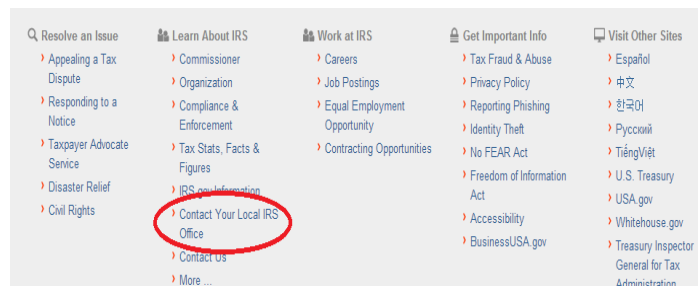 Resolve an Issue
Appealing a Tax
Dispute
Responding to a
Notice
Taxpayer Advocate
Service
Disaster Relief
Civil Rights
Learn About IRS
Commissioner
Organization
Compliance &
Enforcement
Tax Stats, Facts &
Figures
IRS.gov Information
Contact Your Local IRS
Office
Contact Us
More ...
Work at IRS
Careers
Job Postings
Equal Employment
Opportunity
Contracting Opportunities
Get Important Info
Tax Fraud & Abuse
Privacy Policy
Reporting Phishing
Identity Theft
No FEAR Act
Freedom of Information
Act
Accessibility
BusinessUSA.gov
Visit Other Sites
Español
中文
한국어
Русский
TiếngViệt
U.S. Treasury
USA.gov
Whitehouse.gov
Treasury Inspector
General for Tax
Administration